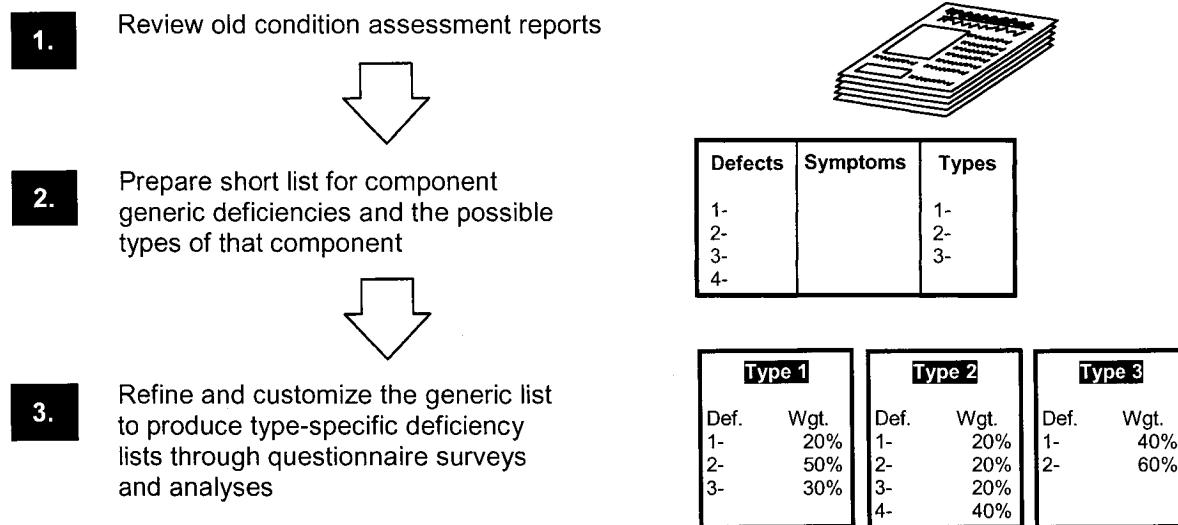 1.
Review old condition assessment reports
2.
Prepare short list for component
generic deficiencies and the possible
types of that component
Defects Symptoms Types
1- 1-
2- 2-
3- 3-
4-
3.
Refine and customize the generic list
to produce type-specific deficiency
lists through questionnaire surveys
and analyses
Type 1
Def. Wgt.
1- 20%
2- 50%
3- 30%
Type 2
Def. Wgt.
1- 20%
2- 20%
3- 20%
4- 40%
Type 3
Def. Wgt.
1- 40%
2- 60%